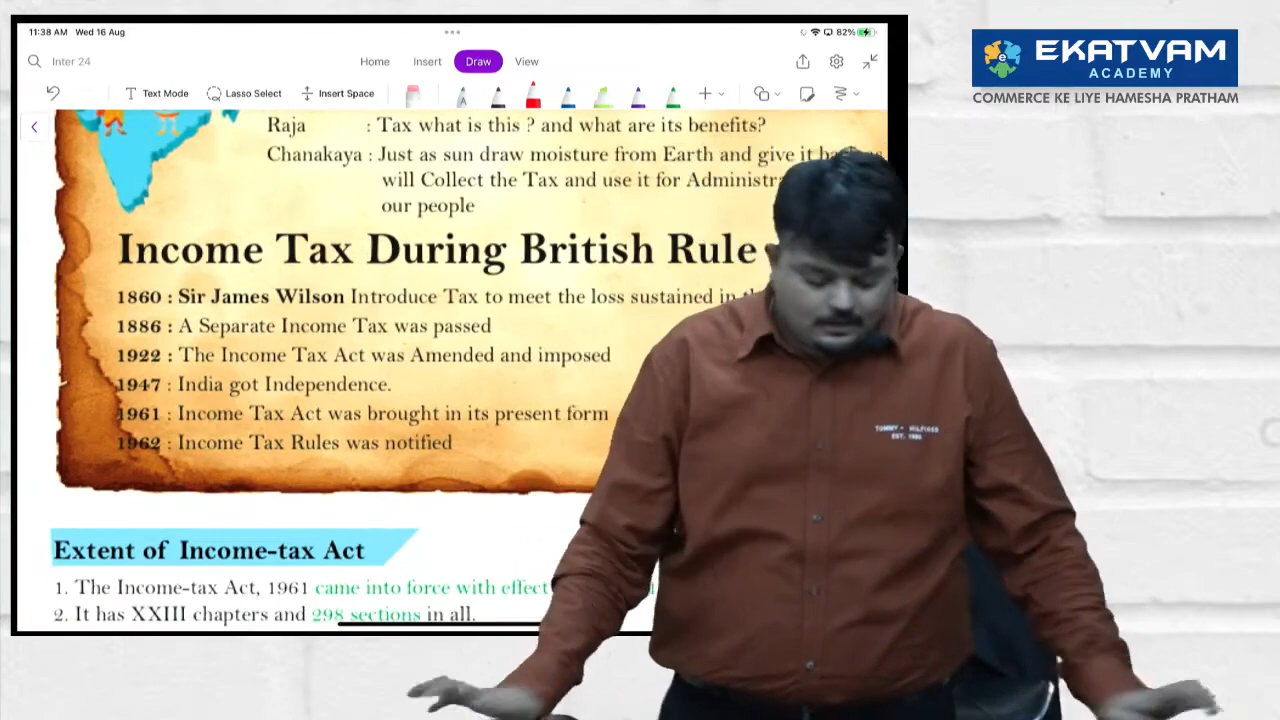 11:38 AM Wed 16 Aug
82%
EKATVAM
ACADEMY
COMMERCE KE LIYE HAMESHA PRATHAM
Inter 24
Home Insert Draw View
Text Mode Lasso Select Insert Space
Raja : Tax what is this ? and what are its benefits?
Chanakaya : Just as sun draw moisture from Earth and give it
will Collect the Tax and use it for
our people
Income Tax During British Rule
1860 : Sir James Wilson Introduce Tax to meet the loss sustained in
1886 : A Separate Income Tax was passed
1922 : The Income Tax Act was Amended and imposed
1947 : India got Independence.
1961 : Income Tax Act was brought in its present form
1962 : Income Tax Rules was notified
TOMMY - HILFIGER
EST. 1985
Extent of Income-tax Act
1. The Income-tax Act, 1961 came into force with effect
2. It has XXIII chapters and 298 sections in all.